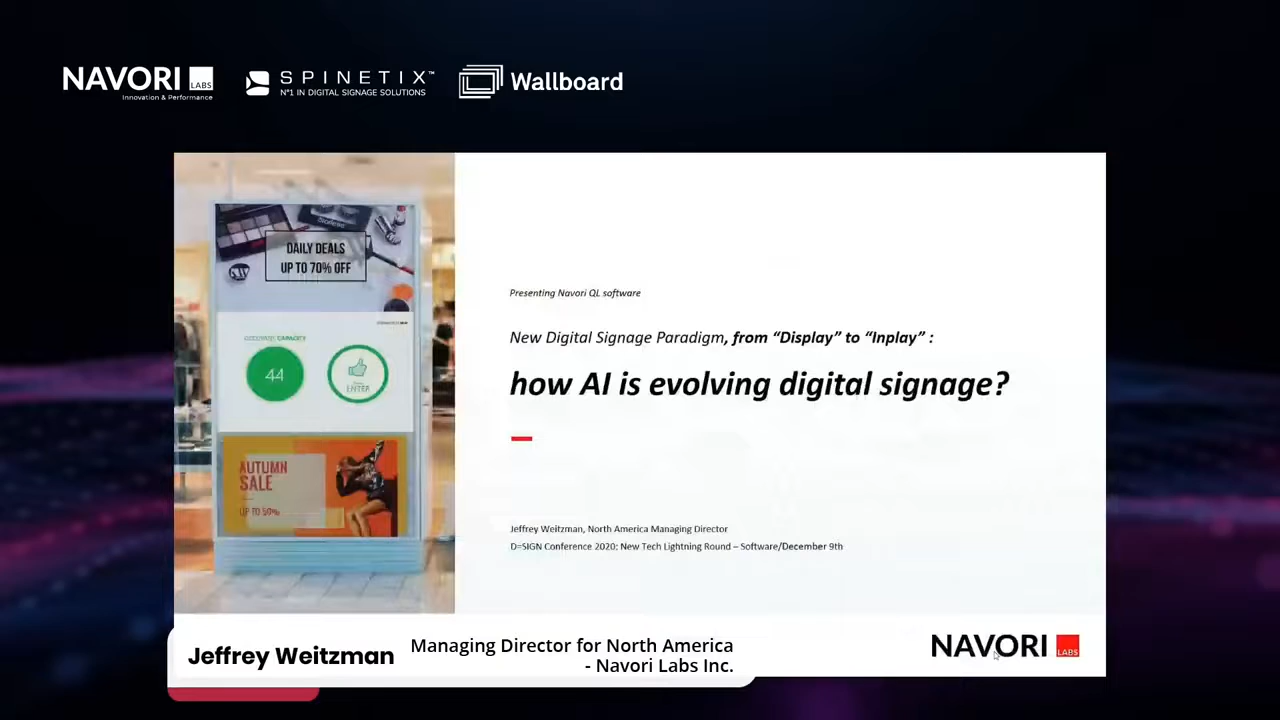 NAVORI LABS
Innovation & Performance
SPINETIX™
N°1 IN DIGITAL SIGNAGE SOLUTIONS
Wallboard
DAILY DEALS
UP TO 70% OFF
44
ENTER
AUTUMN
SALE
UP TO 50%
Presenting Navori QL software
New Digital Signage Paradigm, from “Display” to “Inplay” :
how AI is evolving digital signage?
Jeffrey Weitzman, North America Managing Director
D=SIGN Conference 2020: New Tech Lightning Round – Software/December 9th
Jeffrey Weitzman
Managing Director for North America
- Navori Labs Inc.
NAVORI LABS